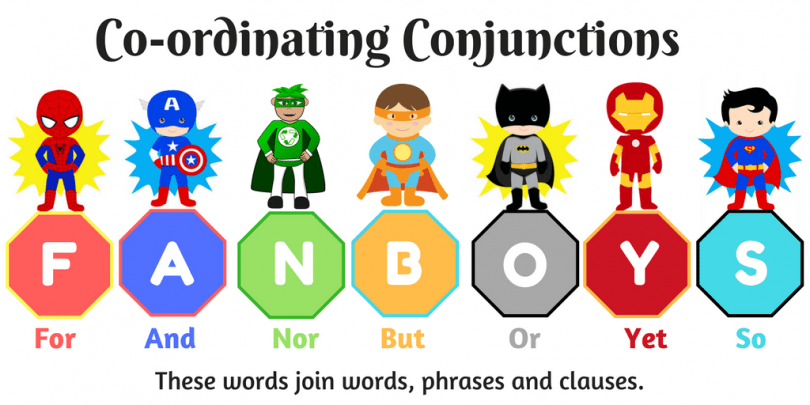 Co-ordinating Conjunctions
A
F A N B O Y S
For And Nor But Or Yet So
These words join words, phrases and clauses.